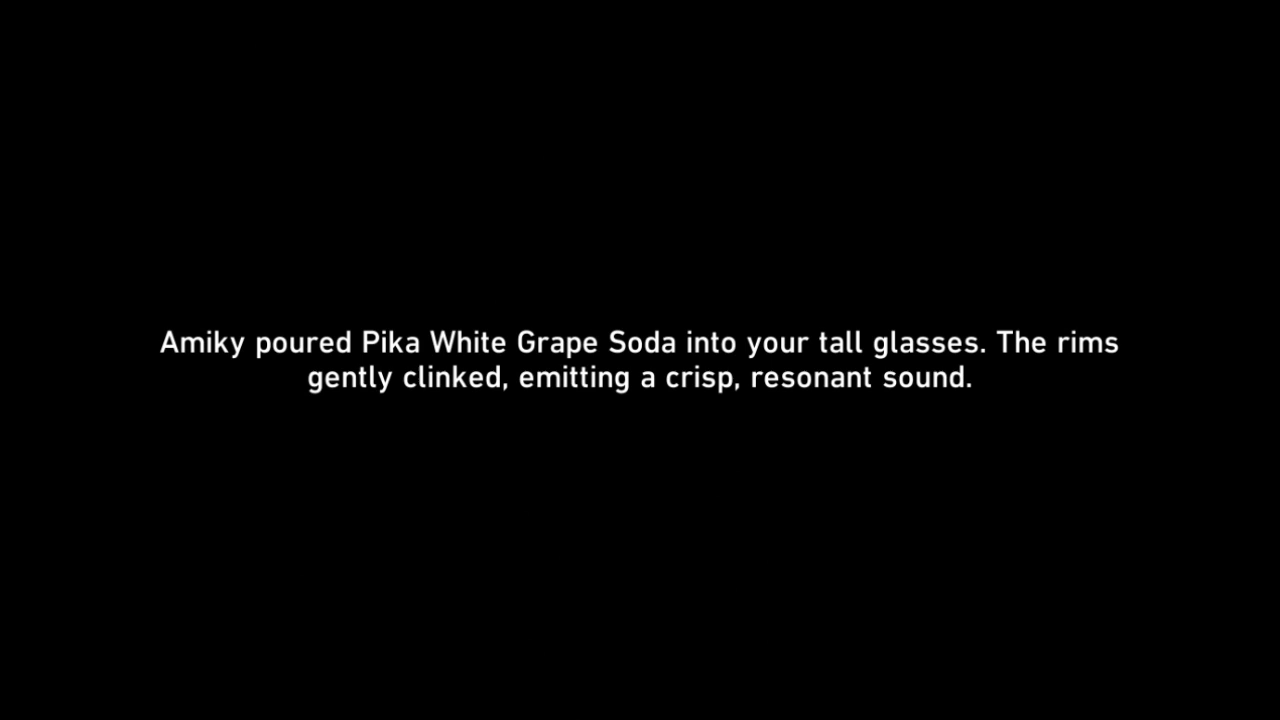 Amiky poured Pika White Grape Soda into your tall glasses. The rims
gently clinked, emitting a crisp, resonant sound.